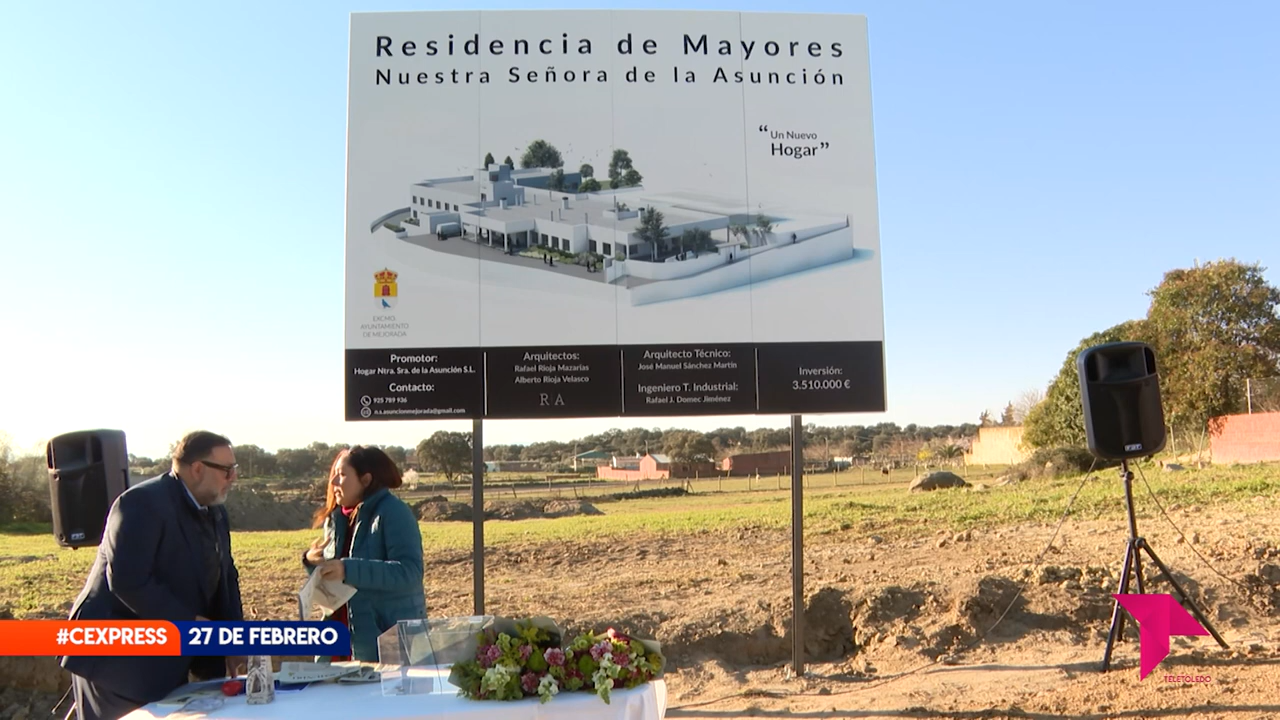 Residencia de Mayores
Nuestra Señora de la Asunción
“Un Nuevo
Hogar”
EXCMO.
AYUNTAMIENTO
DE MEJORADA
Promotor:
Hogar Ntra. Sra. de la Asunción S.L.
Contacto:
925 789 936
n.s.asuncionmejorada@gmail.com
Arquitectos:
Rafael Rioja Mazarias
Alberto Rioja Velasco
R A
Arquitecto Técnico:
José Manuel Sánchez Martín
Ingeniero T. Industrial:
Rafael J. Domec Jiménez
Inversión:
3.510.000 €
#CEXPRESS
27 DE FEBRERO
TELETOLEDO